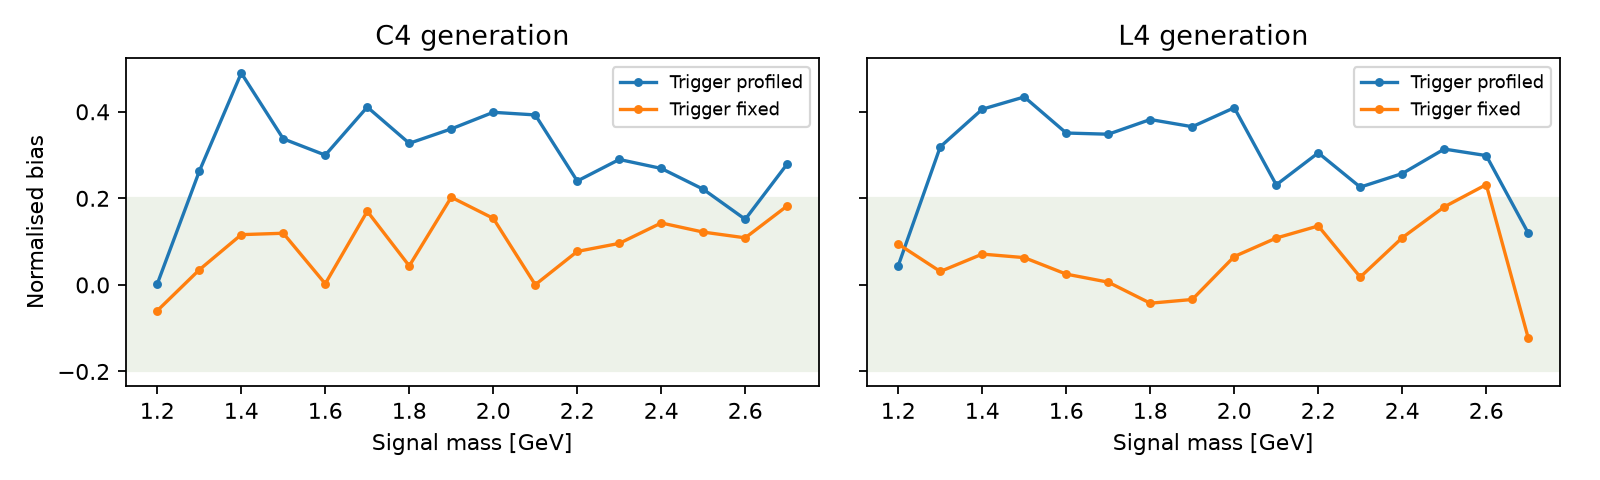 C4 generation
Trigger profiled
Trigger fixed
Normalised bias
0.4
0.2
0.0
−0.2
1.2 1.4 1.6 1.8 2.0 2.2 2.4 2.6
Signal mass [GeV]
L4 generation
Trigger profiled
Trigger fixed
1.2 1.4 1.6 1.8 2.0 2.2 2.4 2.6
Signal mass [GeV]